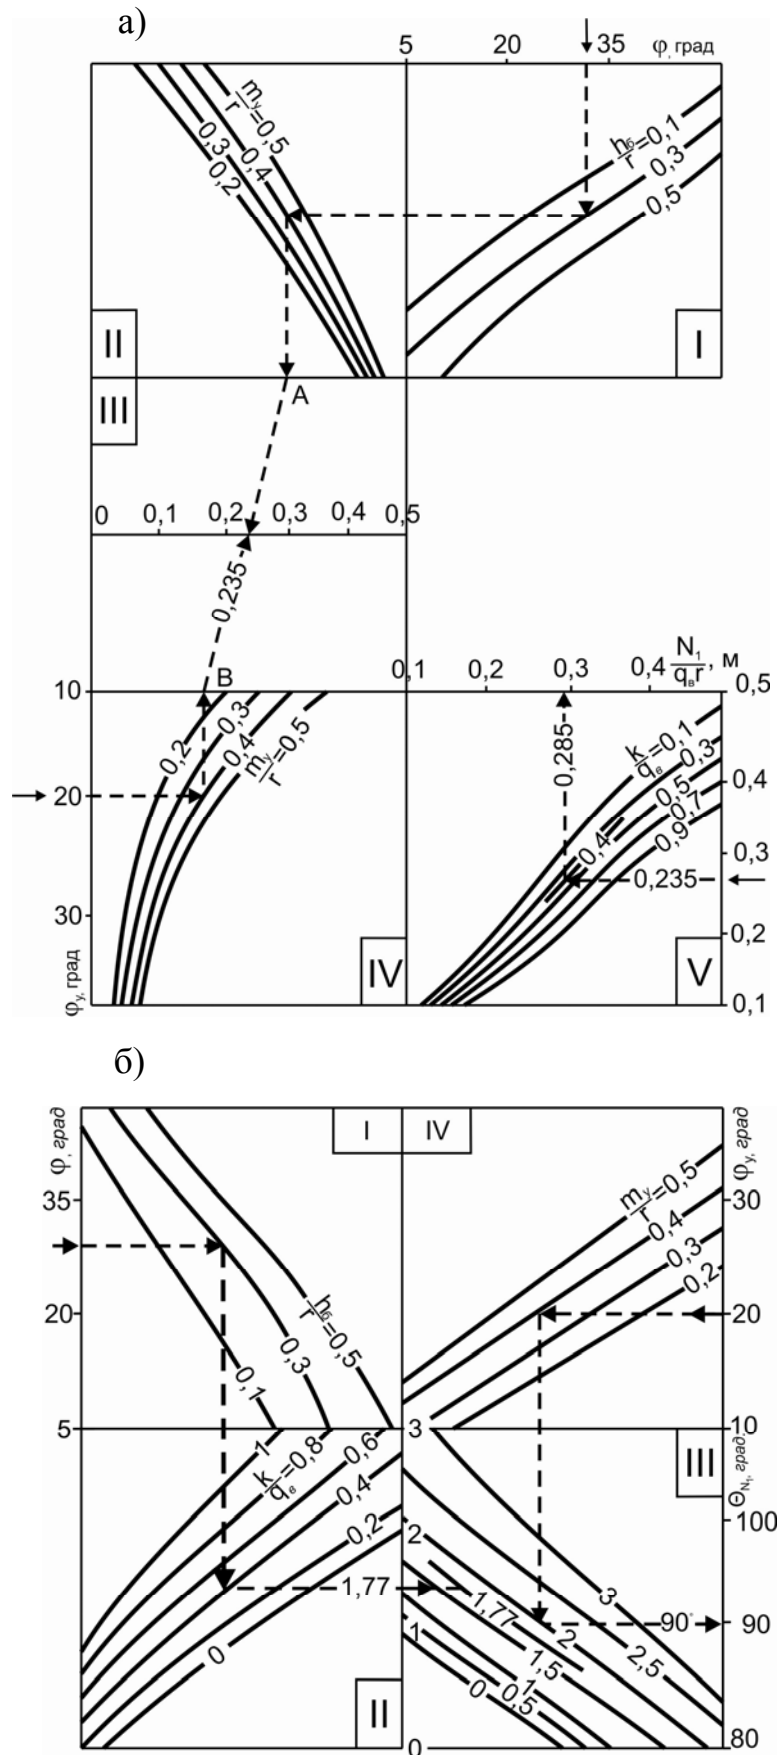 а)
5 20 35 φ, град
m_у/r=0,5
0,4
0,3
0,2
h_б/r=0,1
0,3
0,5
II
I
III
A
0 0,1 0,2 0,3 0,4 0,5
0,235
B
0,1 0,2 0,3 0,4 N_1/q_в r, м
10
20
30
φ_у, град
0,2
0,3
0,4
m_у/r=0,5
IV
0,5
0,4
0,3
0,2
0,1
k/q_в=0,1
0,3
0,5
0,7
0,9
0,4
0,285
0,235
V
б)
φ, град
35
20
5
I
IV
h_б/r=0,5
0,3
0,1
φ_у, град
30
20
10
m_у/r=0,5
0,4
0,3
0,2
1
k/q_в=0,8
0,6
0,4
0,2
0
1,77
II
3
2
1
0
III
Θ_N1, град.
100
90
80
3
2,5
2
1,77
1,5
1
0,5
0
90°